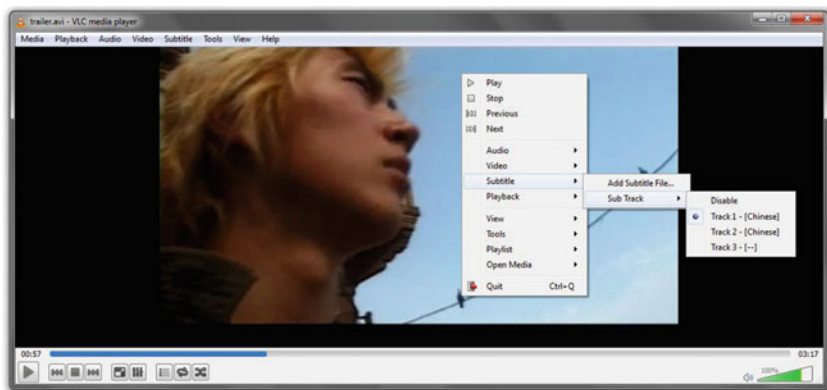 trailer.avi - VLC media player
Media Playback Audio Video Subtitle Tools View Help
Play
Stop
Previous
Next
Audio
Video
Subtitle
Playback
View
Tools
Playlist
Open Media
Quit Ctrl+Q
Add Subtitle File...
Sub Track
Disable
Track 1 - [Chinese]
Track 2 - [Chinese]
Track 3 - [--]
00:57 03:17
100%